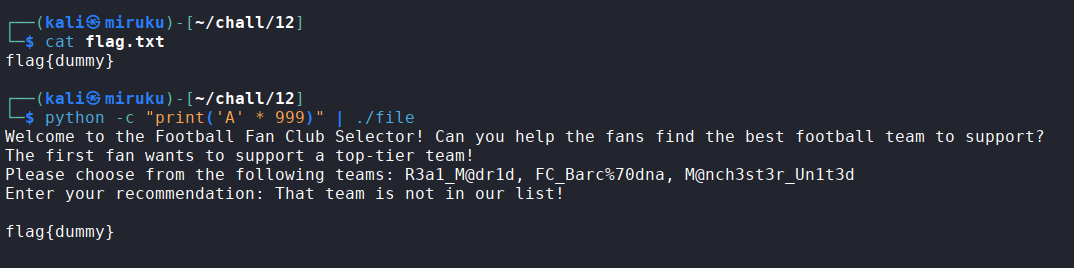 ┌──(kali㉿miruku)-[~/chall/12]
└─$ cat flag.txt
flag{dummy}
┌──(kali㉿miruku)-[~/chall/12]
└─$ python -c "print('A' * 999)" | ./file
Welcome to the Football Fan Club Selector! Can you help the fans find the best football team to support?
The first fan wants to support a top-tier team!
Please choose from the following teams: R3a1_M@dr1d, FC_Barc%70dna, M@nch3st3r_Un1t3d
Enter your recommendation: That team is not in our list!
flag{dummy}